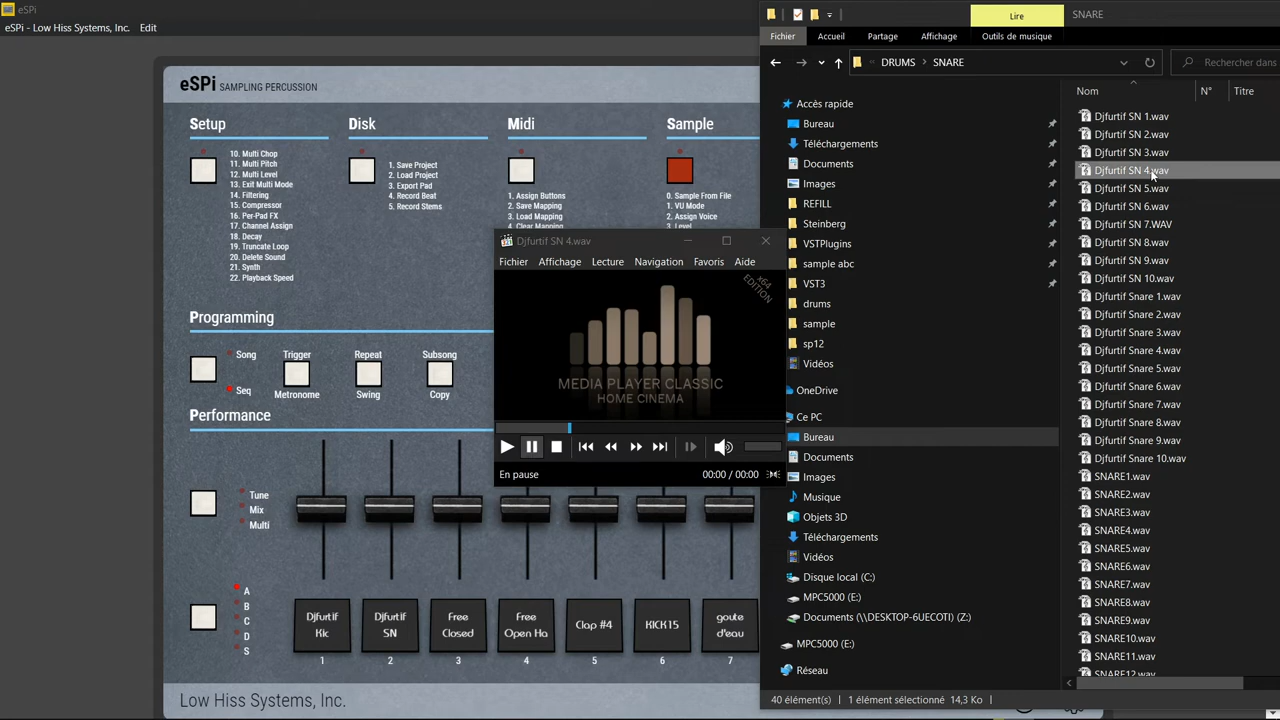 eSPi
eSPi - Low Hiss Systems, Inc. Edit
eSPi SAMPLING PERCUSSION
Setup
10. Multi Chop
11. Multi Pitch
12. Multi Level
13. Exit Multi Mode
14. Filtering
15. Compressor
16. Per-Pad FX
17. Channel Assign
18. Decay
19. Truncate Loop
20. Delete Sound
21. Synth
22. Playback Speed
Disk
1. Save Project
2. Load Project
3. Export Pad
4. Record Beat
5. Record Stems
Midi
1. Assign Buttons
2. Save Mapping
3. Load Mapping
4. Clear Mapping
Sample
0. Sample From File
1. VU Mode
2. Assign Voice
3. Level
Programming
Song
Seq
Trigger
Metronome
Repeat
Swing
Subsong
Copy
Performance
Tune
Mix
Multi
A
B
C
D
S
Djfurtif
Kic
Djfurtif
SN
Free
Closed
Free
Open Ha
Clap #4
KICK15
goute
d'eau
1 2 3 4 5 6 7
Low Hiss Systems, Inc.
Djfurtif SN 4.wav
Fichier Affichage Lecture Navigation Favoris Aide
x64
EDITION
MEDIA PLAYER CLASSIC
HOME CINEMA
En pause 00:00 / 00:00
Lire
SNARE
Fichier Accueil Partage Affichage Outils de musique
DRUMS SNARE
Rechercher dans
Accès rapide
Bureau
Téléchargements
Documents
Images
REFILL
Steinberg
VSTPlugins
sample abc
VST3
drums
sample
sp12
Vidéos
OneDrive
Ce PC
Bureau
Documents
Images
Musique
Objets 3D
Téléchargements
Vidéos
Disque local (C:)
MPC5000 (E:)
Documents (\\DESKTOP-6UECOTI) (Z:)
MPC5000 (E:)
Réseau
Nom N° Titre
Djfurtif SN 1.wav
Djfurtif SN 2.wav
Djfurtif SN 3.wav
Djfurtif SN 4.wav
Djfurtif SN 5.wav
Djfurtif SN 6.wav
Djfurtif SN 7.WAV
Djfurtif SN 8.wav
Djfurtif SN 9.wav
Djfurtif SN 10.wav
Djfurtif Snare 1.wav
Djfurtif Snare 2.wav
Djfurtif Snare 3.wav
Djfurtif Snare 4.wav
Djfurtif Snare 5.wav
Djfurtif Snare 6.wav
Djfurtif Snare 7.wav
Djfurtif Snare 8.wav
Djfurtif Snare 9.wav
Djfurtif Snare 10.wav
SNARE1.wav
SNARE2.wav
SNARE3.wav
SNARE4.wav
SNARE5.wav
SNARE6.wav
SNARE7.wav
SNARE8.wav
SNARE9.wav
SNARE10.wav
SNARE11.wav
SNARE12.wav
40 élément(s) 1 élément sélectionné 14,3 Ko